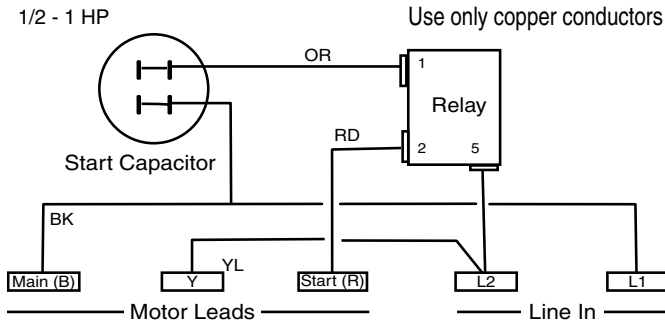 1/2 - 1 HP
Use only copper conductors
OR
1
Relay
RD
2
5
Start Capacitor
BK
YL
Main (B)
Y
Start (R)
L2
L1
Motor Leads
Line In